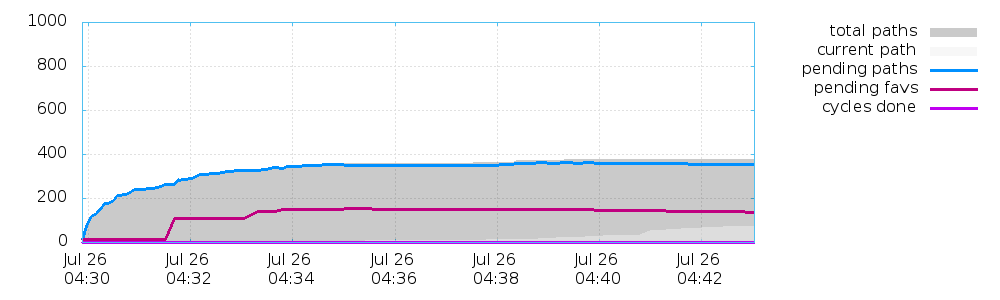 1000
800
600
400
200
0
Jul 26 04:30
Jul 26 04:32
Jul 26 04:34
Jul 26 04:36
Jul 26 04:38
Jul 26 04:40
Jul 26 04:42
total paths
current path
pending paths
pending favs
cycles done